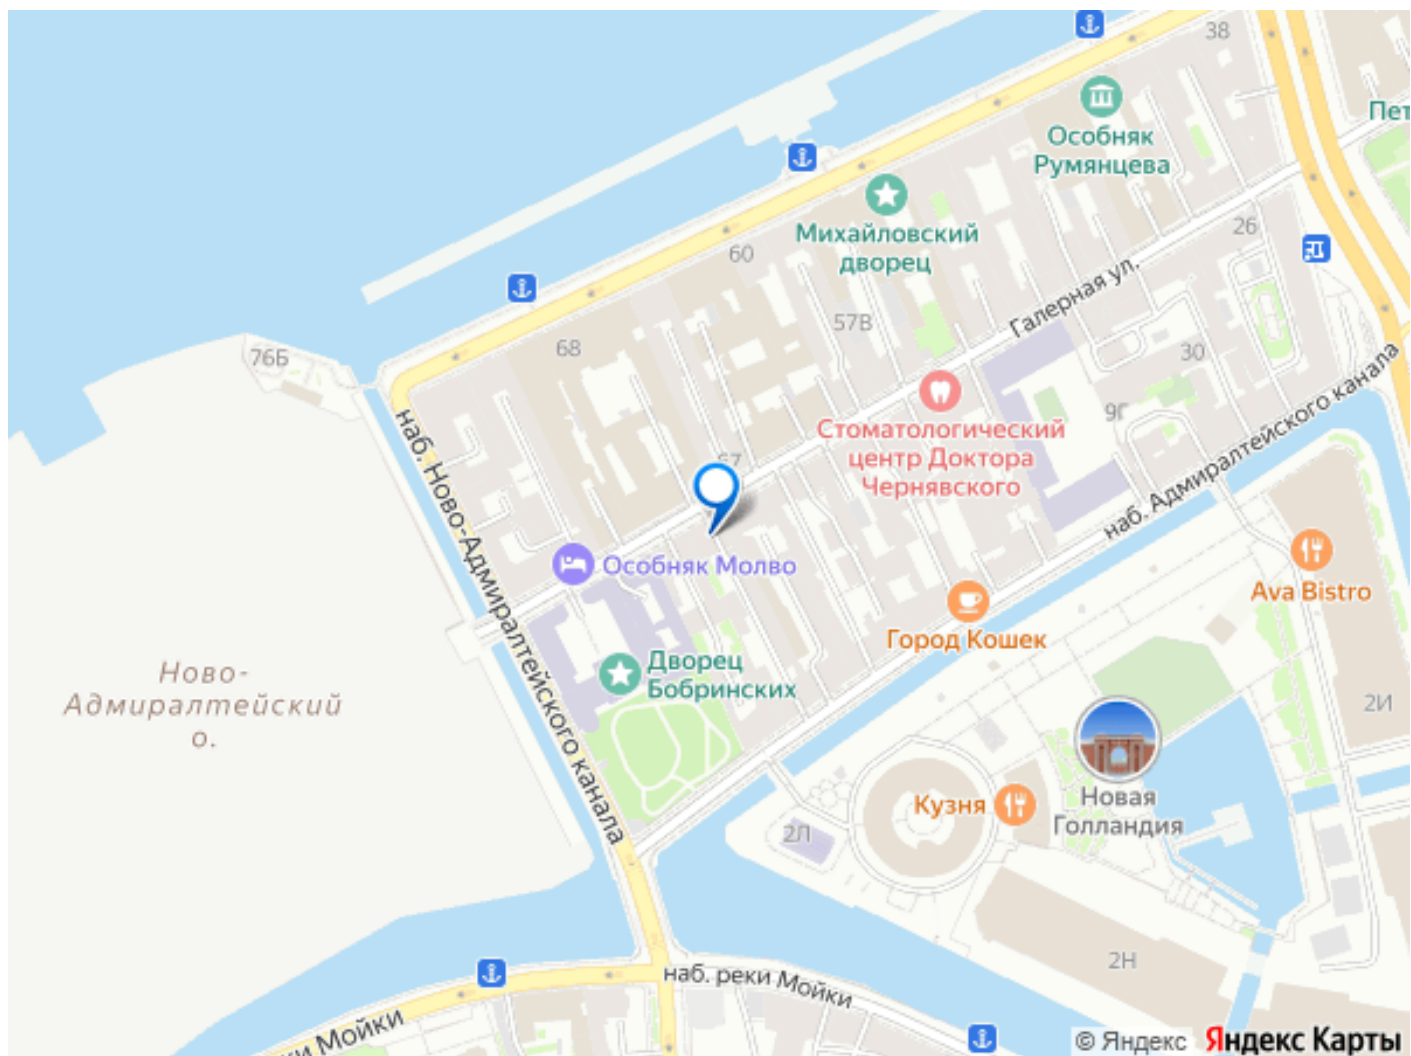 38
Пет
Особняк
Румянцева
Михайловский
дворец
26
60
Галерная ул.
57В
68
76Б
30
9Г
Стоматологический
центр Доктора
Чернявского
67
наб. Ново-Адмиралтейского канала
наб. Адмиралтейского канала
Особняк Молво
Ava Bistro
Город Кошек
Дворец
Бобринских
Ново-
Адмиралтейский
о.
2И
Кузня
Новая
Голландия
2Л
2Н
наб. реки Мойки
ки Мойки
© Яндекс Яндекс Карты